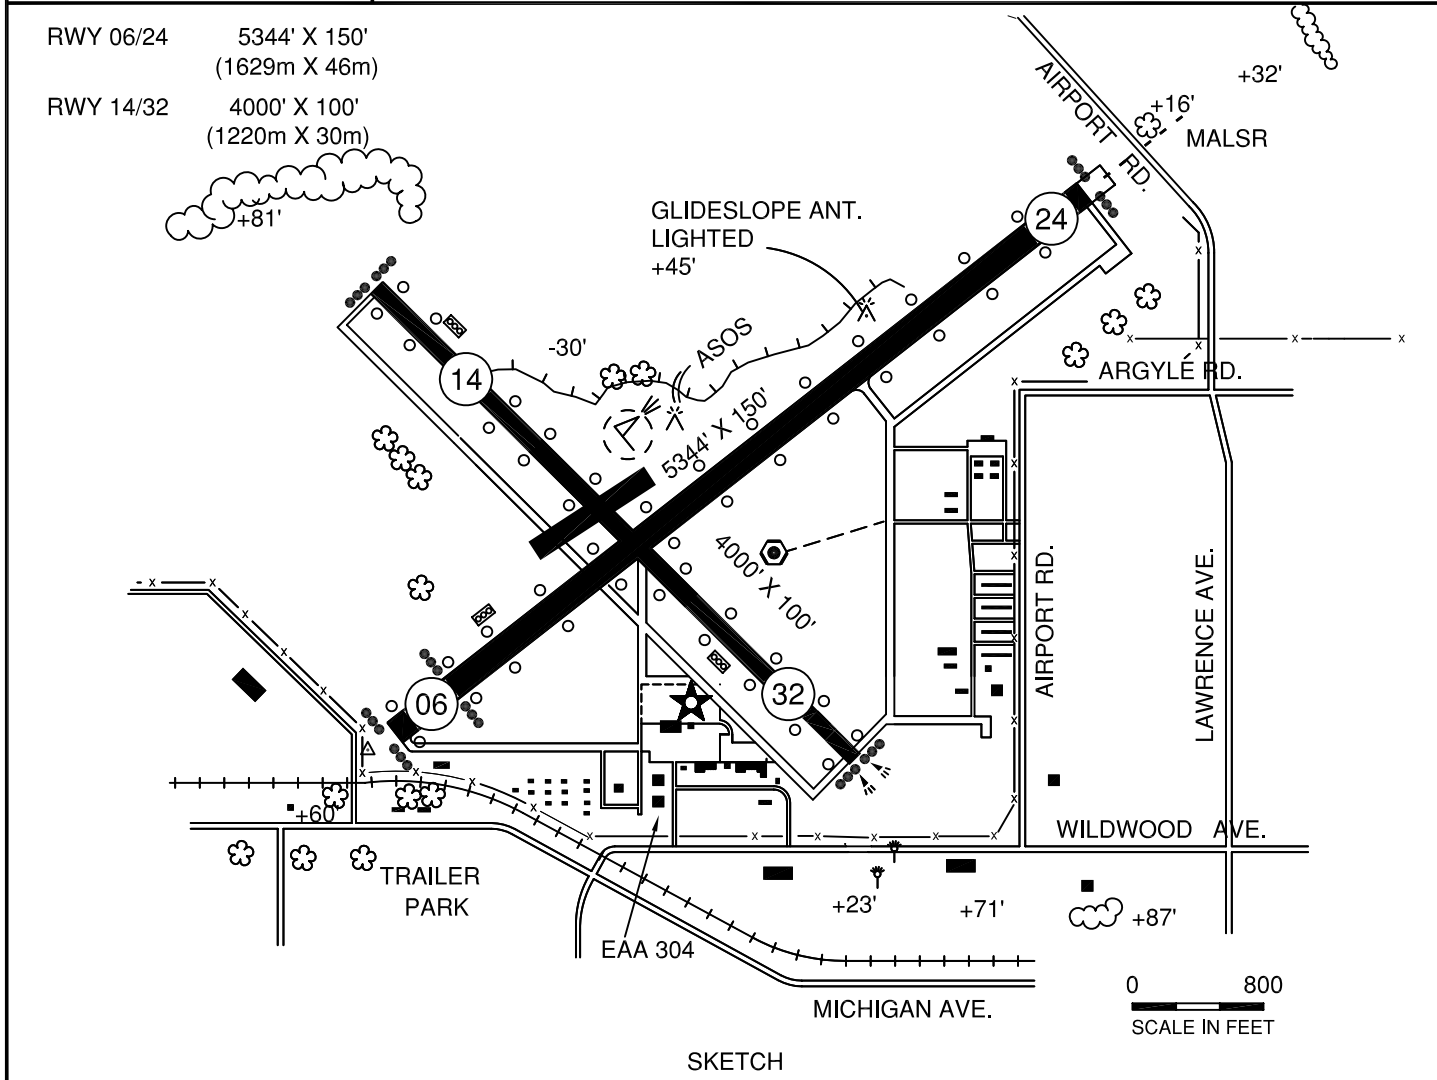 RWY 06/24 5344' X 150'
(1629m X 46m)
RWY 14/32 4000' X 100'
(1220m X 30m)
+81'
AIRPORT RD.
+32'
+16'
MALSR
GLIDESLOPE ANT.
LIGHTED
+45'
24
-30'
ASOS
14
ARGYLE RD.
5344' X 150'
4000' X 100'
AIRPORT RD.
LAWRENCE AVE.
06
32
+60'
WILDWOOD AVE.
TRAILER
PARK
+23'
+71'
+87'
EAA 304
MICHIGAN AVE.
0 800
SCALE IN FEET
SKETCH